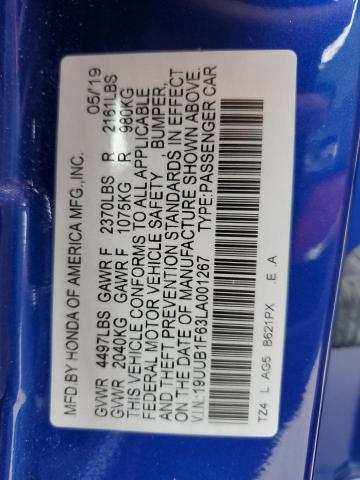 MFD.BY HONDA OF AMERICA MFG.,INC. 05/'19
GVWR 4497LBS GAWR F 2370LBS R 2161LBS
GVWR 2040KG GAWR F 1075KG R 980KG
THIS VEHICLE CONFORMS TO ALL APPLICABLE
FEDERAL MOTOR VEHICLE SAFETY, BUMPER,
AND THEFT PREVENTION STANDARDS IN EFFECT
ON THE DATE OF MANUFACTURE SHOWN ABOVE.
V.I.N:19UUB1F63LA001267 TYPE:PASSENGER CAR
TZ4 L AG5 B621PX .E .A